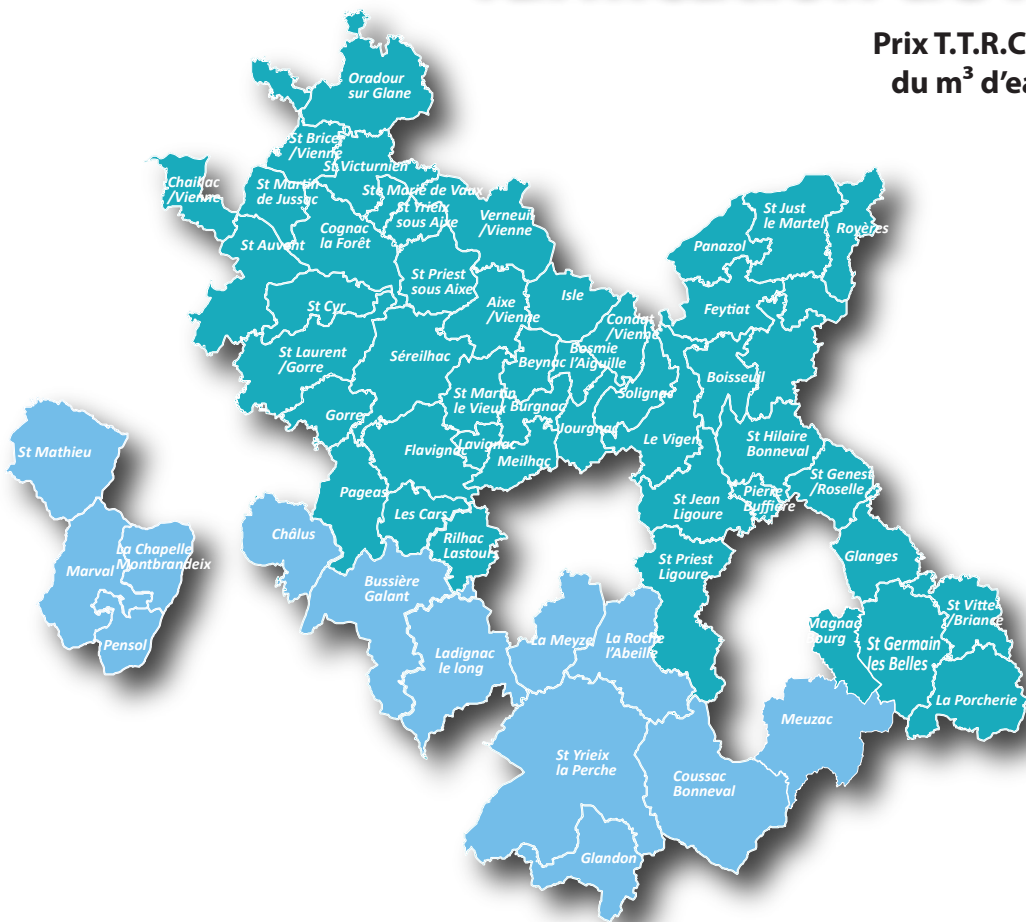 Prix T.T.R.C
du m³ d'ea
Oradour
sur Glane
St Brice
/Vienne
St Victurnien
Chaillac
/Vienne
St Martin
de Jussac
Ste Marie de Vaux
St Yrieix
sous Aixe
Verneuil
/Vienne
St Just
le Martel
Royères
Panazol
St Auvent
Cognac
la Forêt
St Priest
sous Aixe
Isle
Aixe
/Vienne
Feytiat
St Cyr
Condat
/Vienne
St Laurent
/Gorre
Séreilhac
Beynac
Bosmie
l'Aiguille
Boisseuil
St Martin
le Vieux
Burgnac
Solignac
Gorre
Jourgnac
Le Vigen
St Hilaire
Bonneval
Flavignac
Lavignac
Meilhac
St Mathieu
St Genest
/Roselle
Pageas
Les Cars
St Jean
Ligoure
Pierre
Buffière
Châlus
Rilhac
Lastours
La Chapelle
Montbrandeix
Marval
St Priest
Ligoure
Glanges
Bussière
Galant
St Vitte
/Briance
Magnac
ourg
St Germain
les Belles
Pensol
Ladignac
le long
La Meyze
La Roche
l'Abeille
La Porcherie
Meuzac
St Yrieix
la Perche
Coussac
Bonneval
Glandon